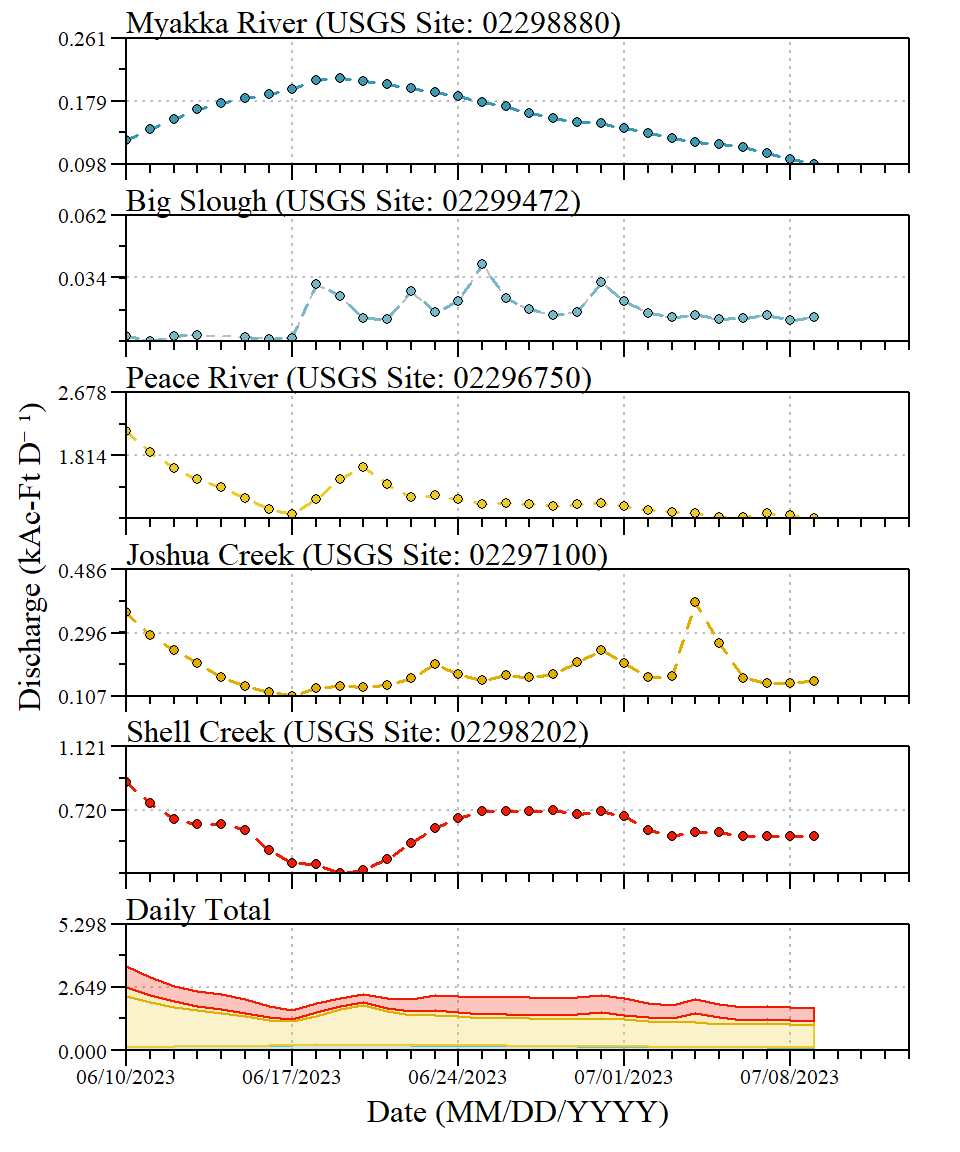 Myakka River (USGS Site: 02298880)
0.261
0.179
0.098
Big Slough (USGS Site: 02299472)
0.062
0.034
Peace River (USGS Site: 02296750)
2.678
1.814
Discharge (kAc-Ft D⁻¹)
Joshua Creek (USGS Site: 02297100)
0.486
0.296
0.107
Shell Creek (USGS Site: 02298202)
1.121
0.720
Daily Total
5.298
2.649
0.000
06/10/2023 06/17/2023 06/24/2023 07/01/2023 07/08/2023
Date (MM/DD/YYYY)